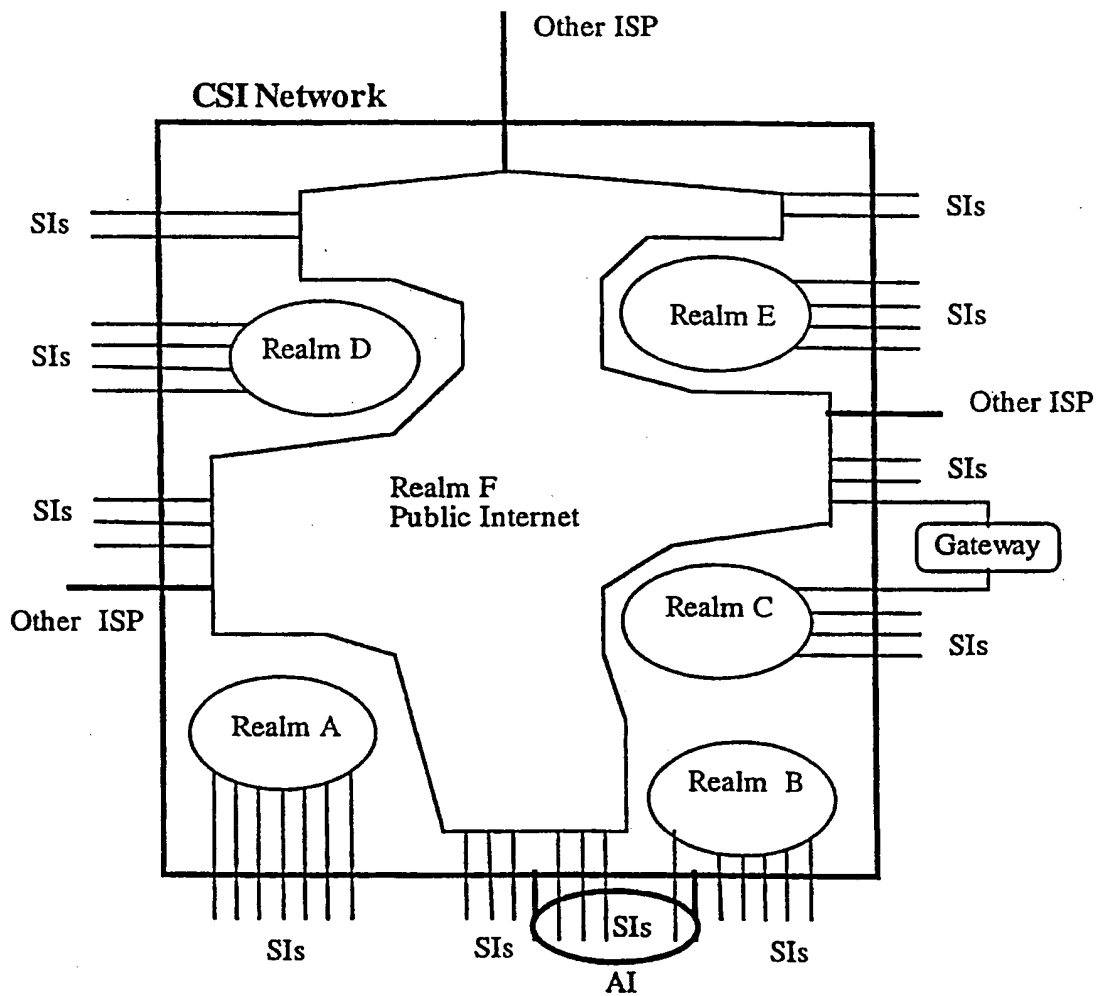 Other ISP
CSI Network
SIs
SIs
Realm E
SIs
Realm D
SIs
Other ISP
SIs
Realm F
Public Internet
SIs
Gateway
Other ISP
Realm C
SIs
Realm A
Realm B
SIs
SIs
SIs
SIs
AI